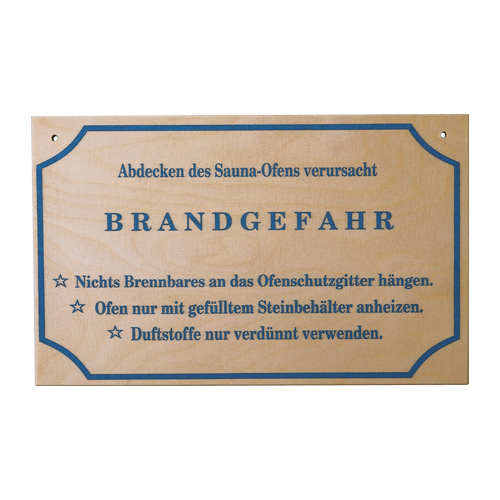 Abdecken des Sauna-Ofens verursacht
BRANDGEFAHR
☆ Nichts Brennbares an das Ofenschutzgitter hängen.
☆ Ofen nur mit gefülltem Steinbehälter anheizen.
☆ Duftstoffe nur verdünnt verwenden.